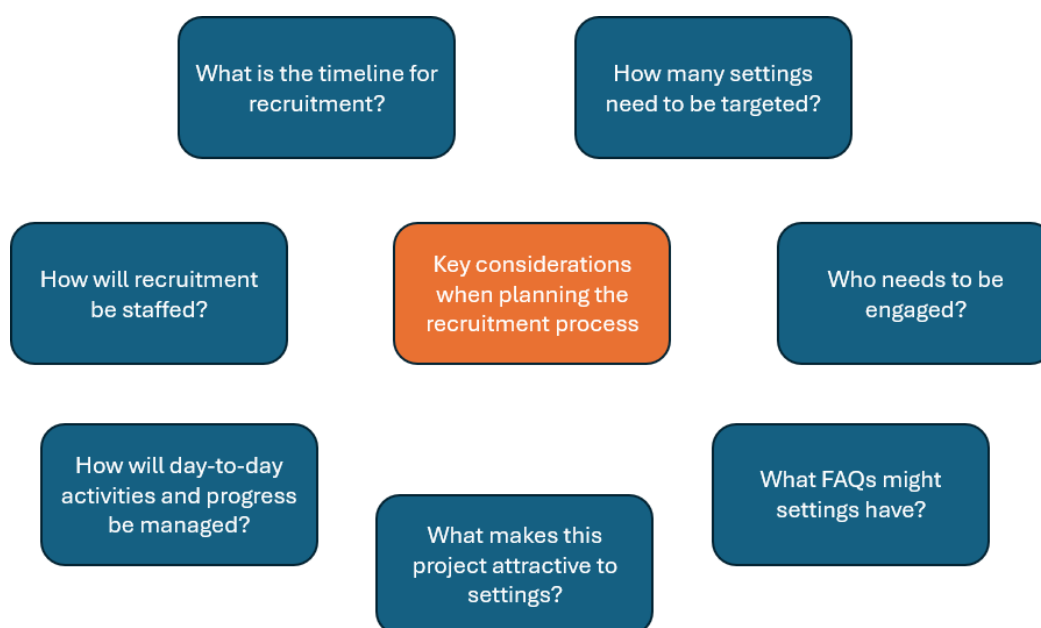 What is the timeline for
recruitment?
How many settings
need to be targeted?
How will recruitment
be staffed?
Key considerations
when planning the
recruitment process
Who needs to be
engaged?
How will day-to-day
activities and progress
be managed?
What makes this
project attractive to
settings?
What FAQs might
settings have?